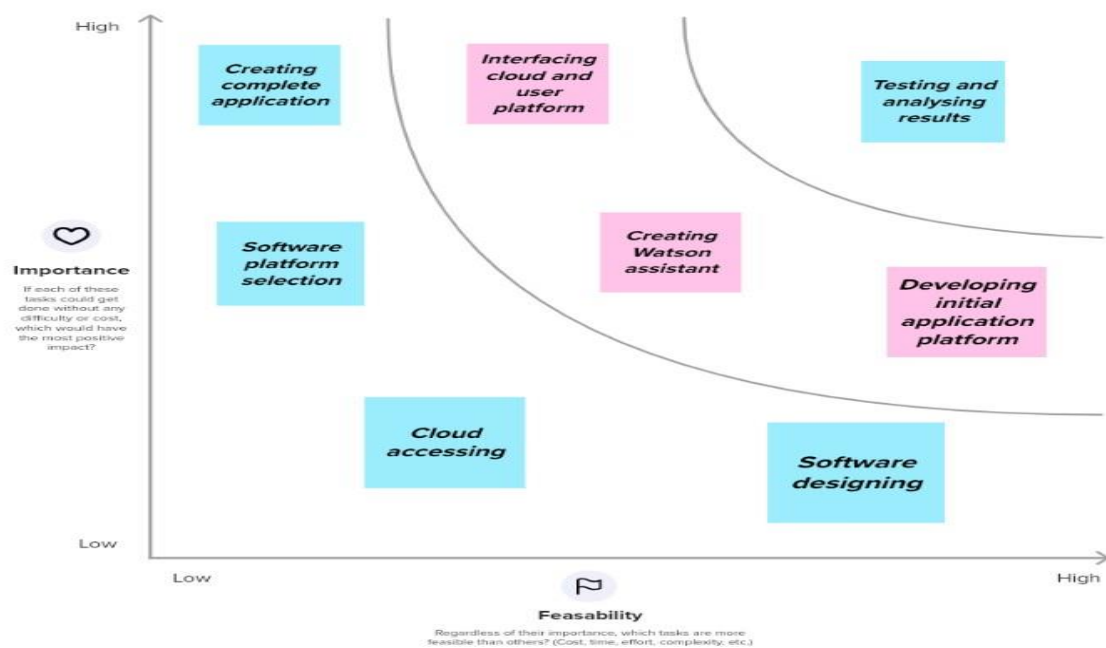 High
Creating
complete
application
Interfacing
cloud and
user
platform
Testing and
analysing
results
Software
platform
selection
Creating
Watson
assistant
Developing
initial
application
platform
Importance
If each of these
tasks could get
done without any
difficulty or cost,
which would have
the most positive
impact?
Cloud
accessing
Software
designing
Low
Low
High
Feasability
Regardless of their importance, which tasks are more
feasible than others? (Cost, time, effort, complexity, etc.)